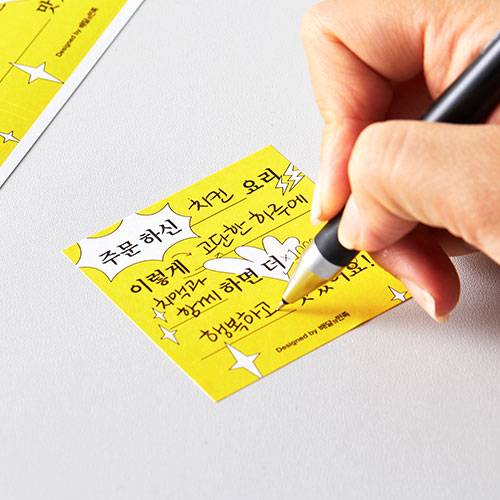 맛
Designed by 배달의민족
주문 하신 치킨 요리
이렇게 고단한 하루에
치맥과
함께 하면 더 x100
행복하고 맛있어요!
Designed by 배달의민족